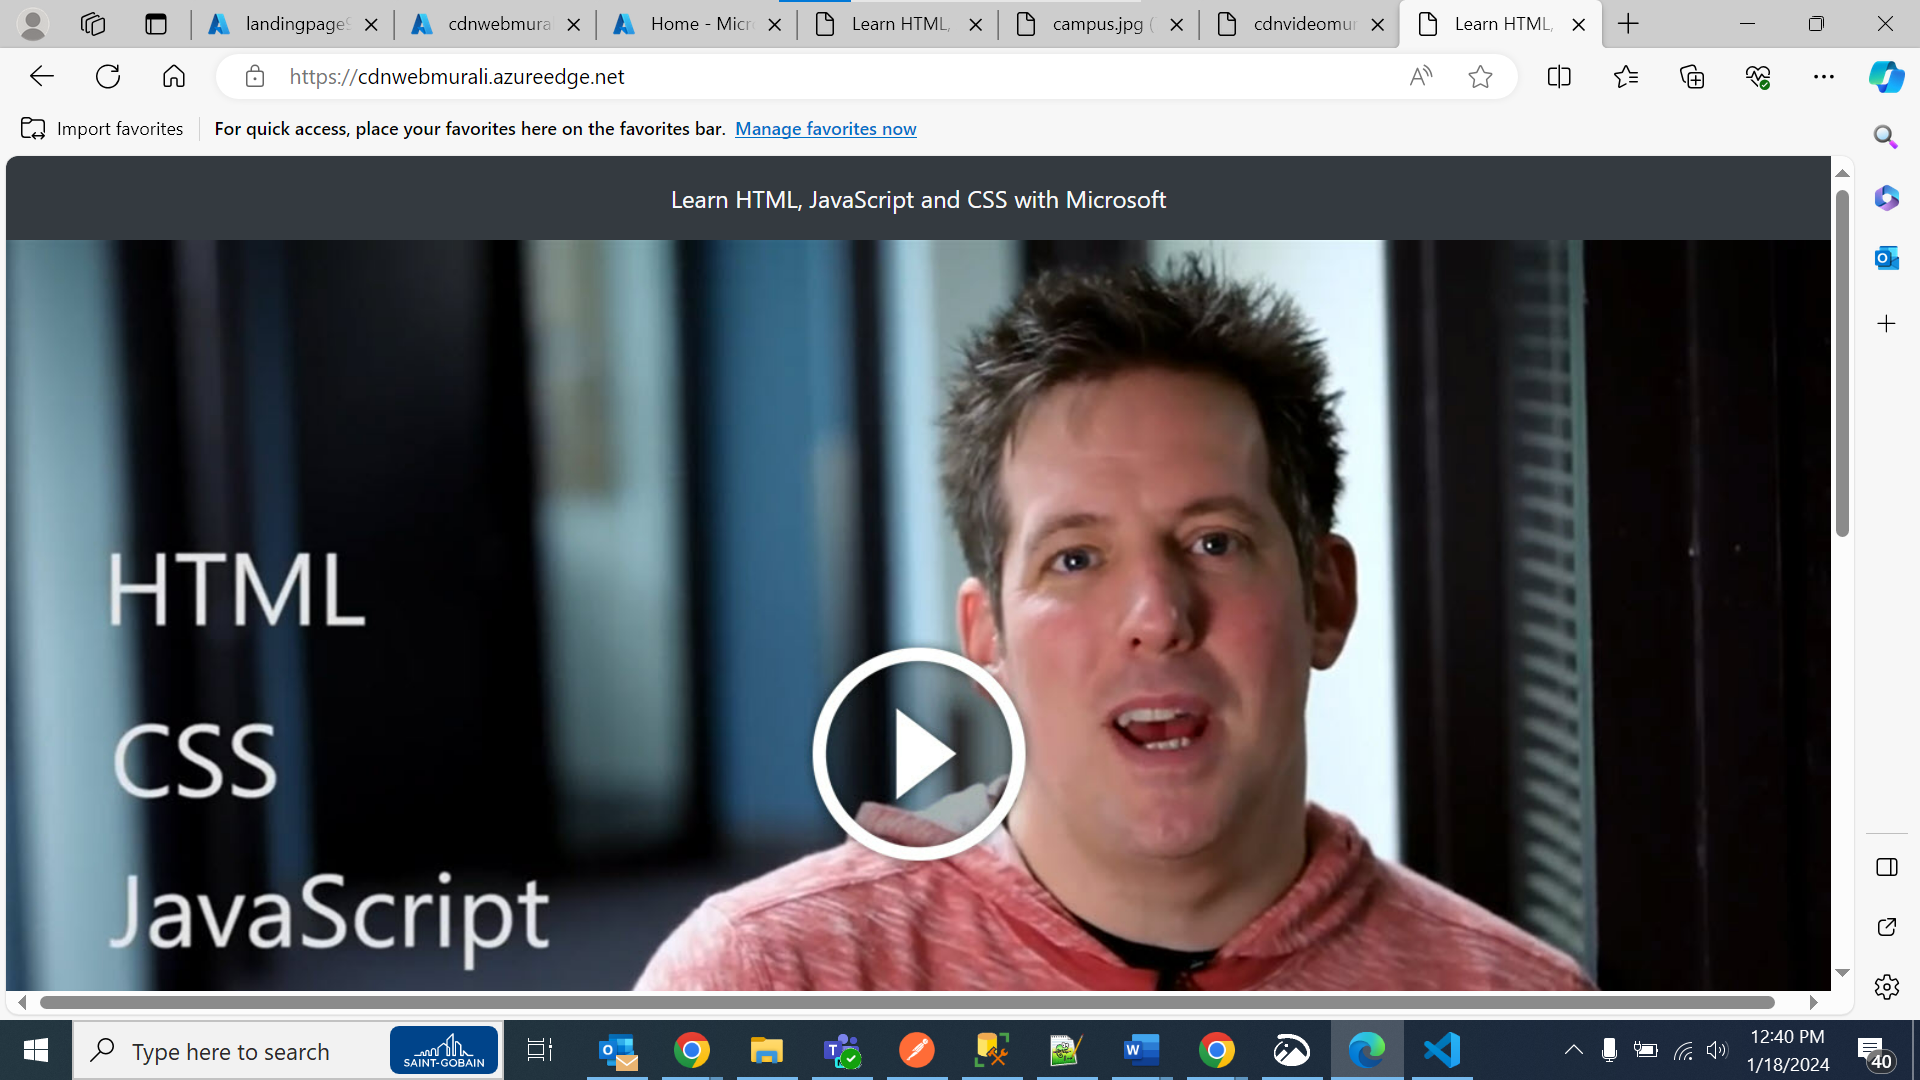 landingpage9
cdnwebmural
Home - Micr
Learn HTML,
campus.jpg (
cdnvideomur
Learn HTML,
https://cdnwebmurali.azureedge.net
Import favorites
For quick access, place your favorites here on the favorites bar. Manage favorites now
Learn HTML, JavaScript and CSS with Microsoft
HTML
CSS
JavaScript
Type here to search
SAINT-GOBAIN
12:40 PM
1/18/2024
40